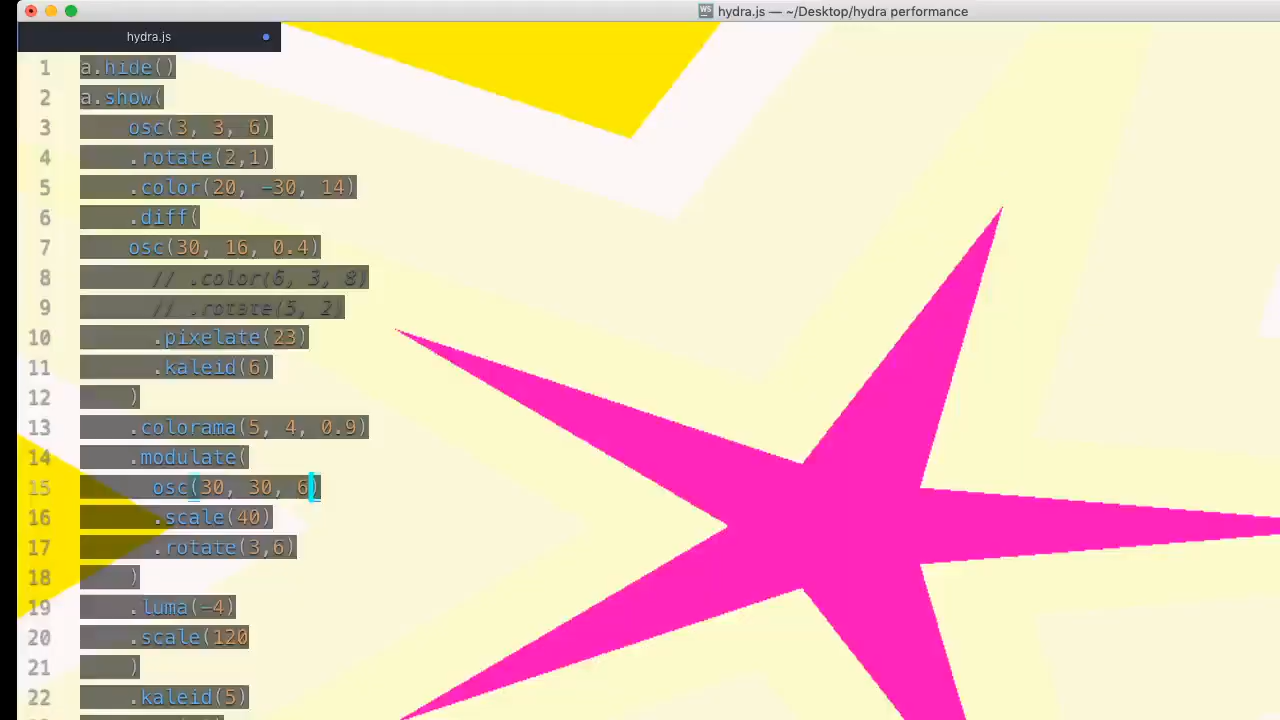 WS hydra.js — ~/Desktop/hydra performance
hydra.js
1 a.hide()
2 a.show(
3 osc(3, 3, 6)
4 .rotate(2,1)
5 .color(20, -30, 14)
6 .diff(
7 osc(30, 16, 0.4)
8 // .color(6, 3, 8)
9 // .rotate(5, 2)
10 .pixelate(23)
11 .kaleid(6)
12 )
13 .colorama(5, 4, 0.9)
14 .modulate(
15 osc(30, 30, 6)
16 .scale(40)
17 .rotate(3,6)
18 )
19 .luma(-4)
20 .scale(120
21 )
22 .kaleid(5)